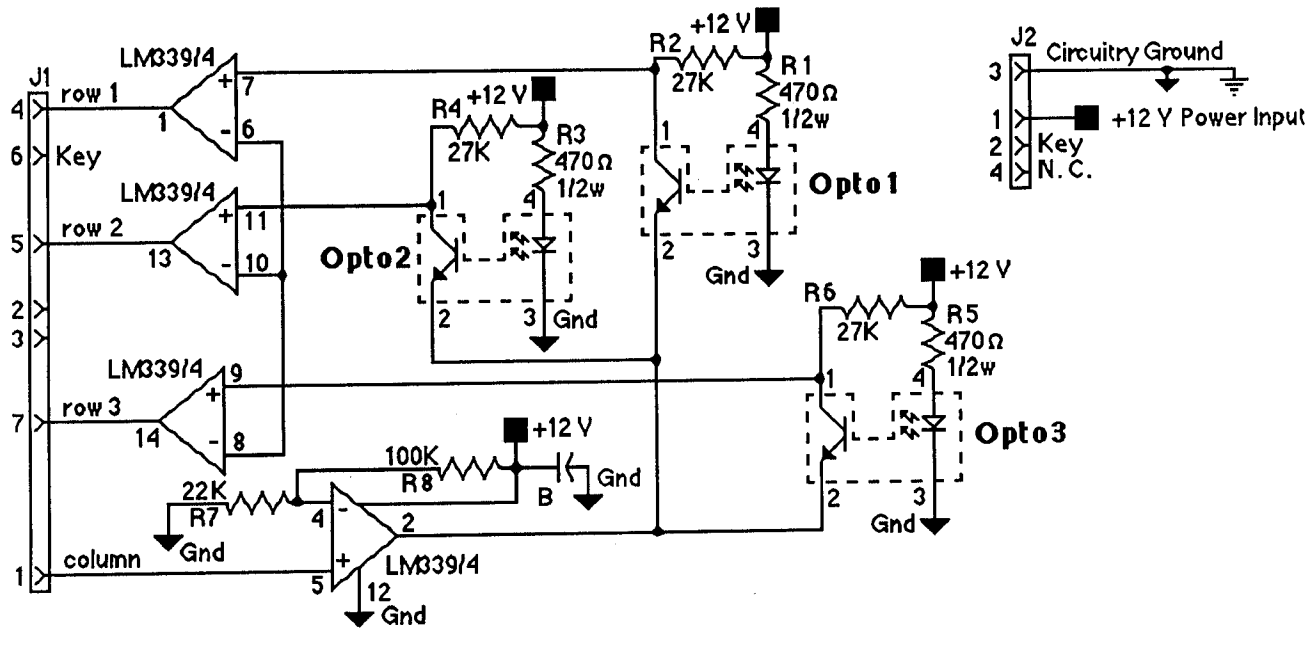 J1
4
row 1
6
Key
5
row 2
2
3
7
row 3
1
column
LM339/4
+
7
1
-
6
LM339/4
+
11
13
-
10
LM339/4
9
+
14
-
8
+12 V
R4
27K
R3
470Ω
1/2w
4
1
Opto2
2
3
Gnd
+12 V
R2
27K
R1
470Ω
1/2w
4
1
Opto1
2
3
Gnd
+12 V
R6
27K
R5
470Ω
1/2w
4
1
Opto3
2
3
Gnd
+12 V
100K
R8
B
Gnd
22K
R7
Gnd
4
-
2
+
5
LM339/4
12
Gnd
J2
3
Circuitry Ground
1
+12 Y Power Input
2
Key
4
N.C.